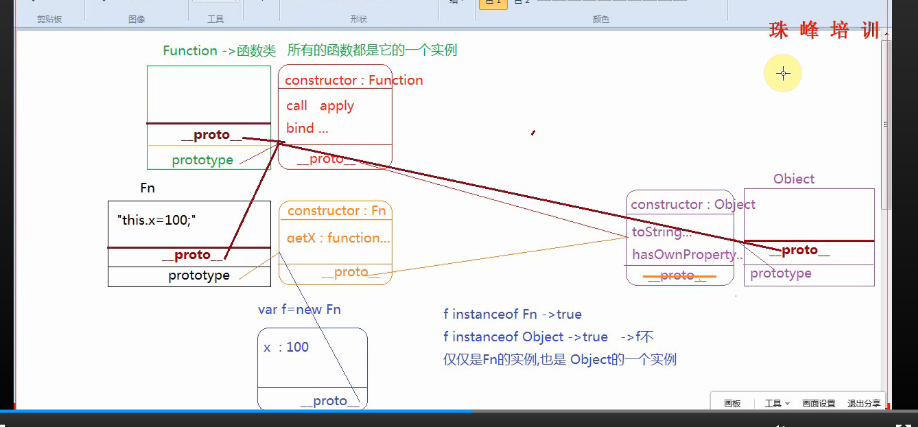 剪贴板
图像
工具
形状
颜色
珠峰培训
Function ->函数类 所有的函数都是它的一个实例
__proto__
prototype
constructor : Function
call apply
bind ...
__proto__
Fn
"this.x=100;"
__proto__
prototype
constructor : Fn
getX : function...
__proto__
Object
constructor : Object
toString...
hasOwnProperty..
__proto__
__proto__
prototype
var f=new Fn
x : 100
__proto__
f instanceof Fn ->true
f instanceof Object ->true ->f不
仅仅是Fn的实例,也是 Object的一个实例
画板
工具
画面设置
退出分享